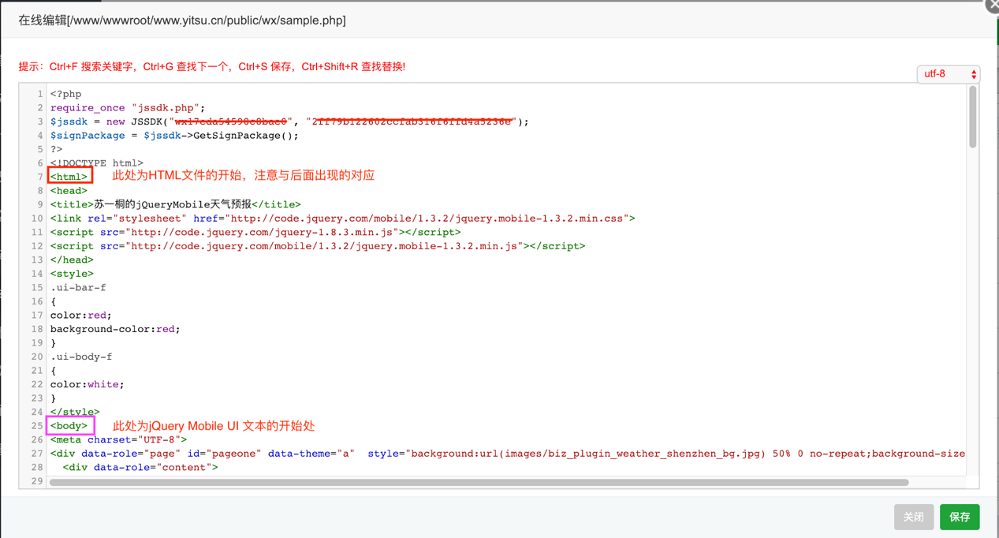 在线编辑[/www/wwwroot/www.yitsu.cn/public/wx/sample.php]
提示：Ctrl+F 搜索关键字，Ctrl+G 查找下一个，Ctrl+S 保存，Ctrl+Shift+R 查找替换!
utf-8
1 <?php
2 require_once "jssdk.php";
3 $jssdk = new JSSDK("", "");
4 $signPackage = $jssdk->GetSignPackage();
5 ?>
6 <!DOCTYPE html>
7 <html> 此处为HTML文件的开始，注意与后面出现的对应
8 <head>
9 <title>苏一桐的jQueryMobile天气预报</title>
10 <link rel="stylesheet" href="http://code.jquery.com/mobile/1.3.2/jquery.mobile-1.3.2.min.css">
11 <script src="http://code.jquery.com/jquery-1.8.3.min.js"></script>
12 <script src="http://code.jquery.com/mobile/1.3.2/jquery.mobile-1.3.2.min.js"></script>
13 </head>
14 <style>
15 .ui-bar-f
16 {
17 color:red;
18 background-color:red;
19 }
20 .ui-body-f
21 {
22 color:white;
23 }
24 </style>
25 <body> 此处为jQuery Mobile UI 文本的开始处
26 <meta charset="UTF-8">
27 <div data-role="page" id="pageone" data-theme="a"  style="background:url(images/biz_plugin_weather_shenzhen_bg.jpg) 50% 0 no-repeat;background-size
28   <div data-role="content">
29
关闭 保存